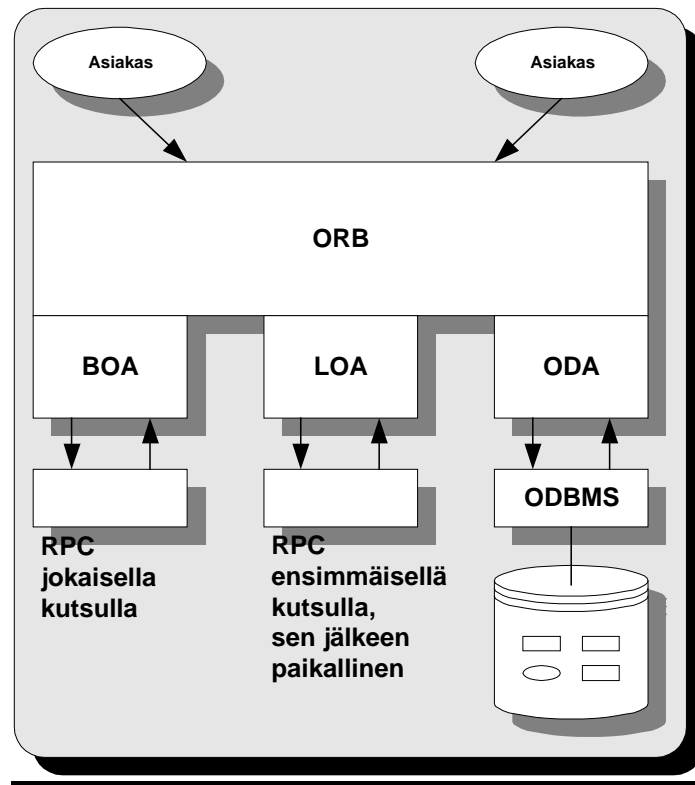 Asiakas
Asiakas
ORB
BOA
LOA
ODA
ODBMS
RPC
jokaisella
kutsulla
RPC
ensimmäisellä
kutsulla,
sen jälkeen
paikallinen